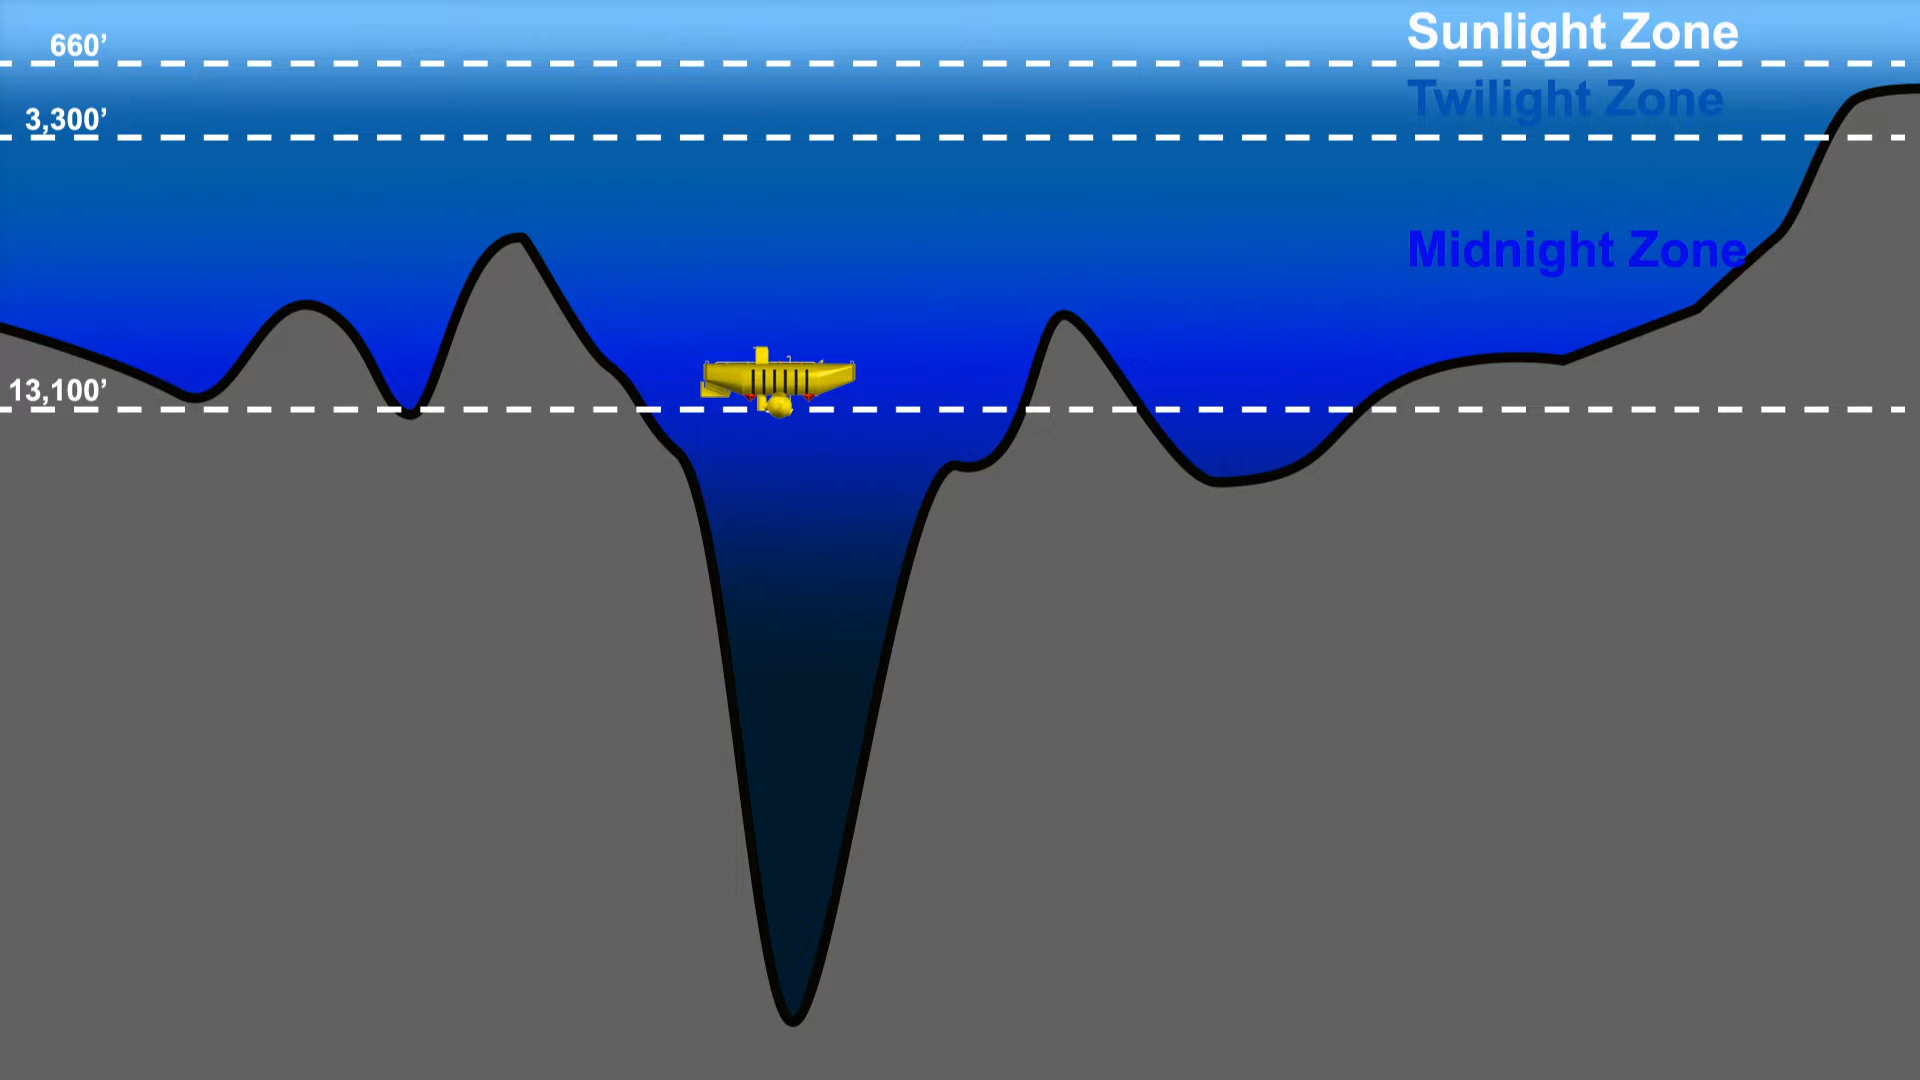 Sunlight Zone
660’
Twilight Zone
3,300’
Midnight Zone
13,100’